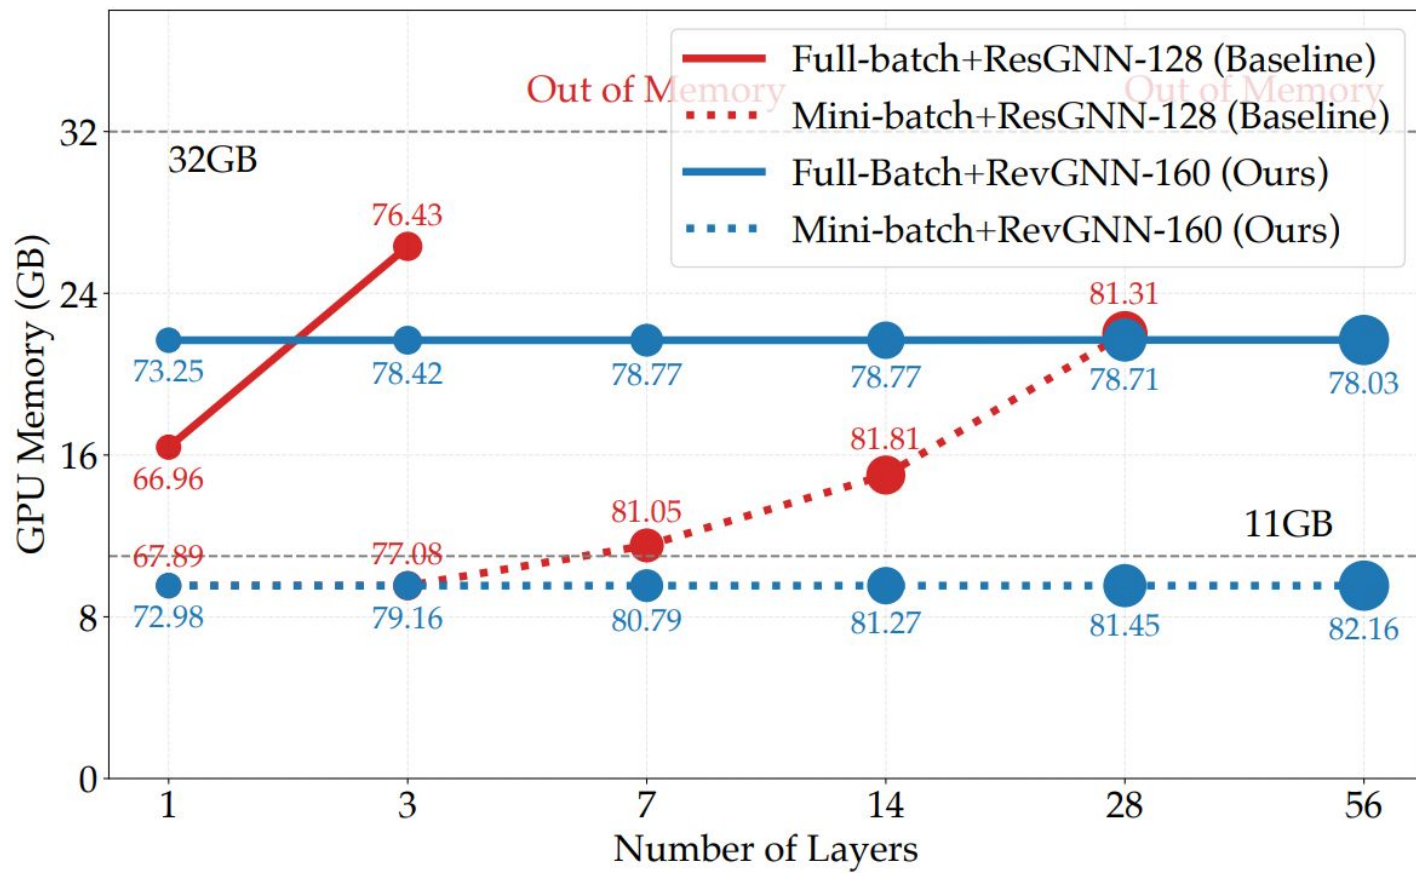 Full-batch+ResGNN-128 (Baseline)
Out of Memory
Out of Memory
Mini-batch+ResGNN-128 (Baseline)
32
32GB
Full-Batch+RevGNN-160 (Ours)
76.43
Mini-batch+RevGNN-160 (Ours)
24
81.31
73.25
78.42
78.77
78.77
78.71
78.03
16
66.96
81.81
81.05
11GB
67.89
77.08
8
72.98
79.16
80.79
81.27
81.45
82.16
0
1 3 7 14 28 56
Number of Layers
GPU Memory (GB)